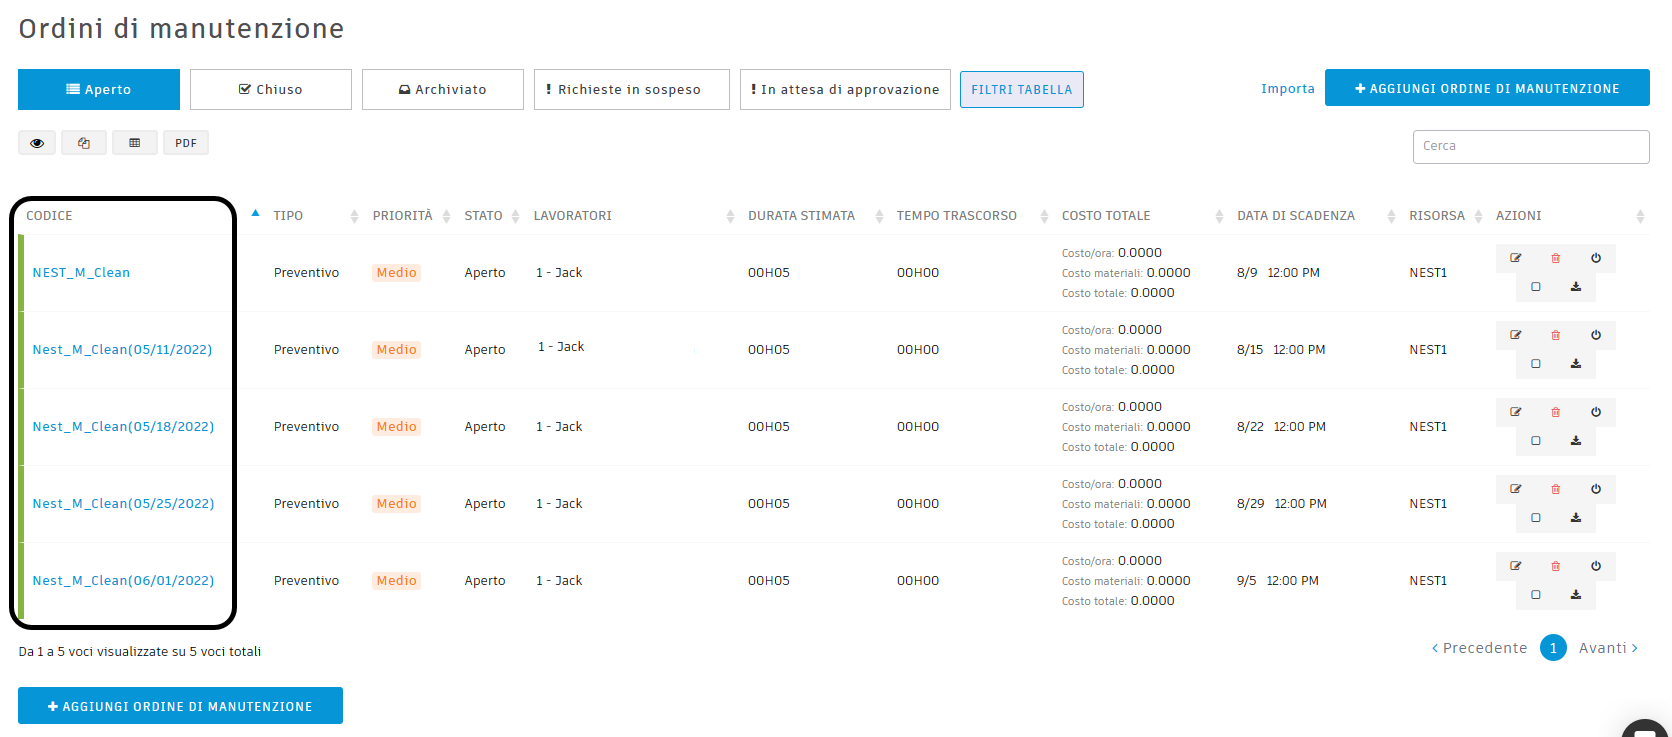 Ordini di manutenzione
Aperto Chiuso Archiviato ! Richieste in sospeso ! In attesa di approvazione FILTRI TABELLA Importa + AGGIUNGI ORDINE DI MANUTENZIONE
PDF Cerca
CODICE TIPO PRIORITÀ STATO LAVORATORI DURATA STIMATA TEMPO TRASCORSO COSTO TOTALE DATA DI SCADENZA RISORSA AZIONI
NEST_M_Clean Preventivo Medio Aperto 1 - Jack 00H05 00H00 Costo/ora: 0.0000 8/9 12:00 PM NEST1
Costo materiali: 0.0000
Costo totale: 0.0000
Nest_M_Clean(05/11/2022) Preventivo Medio Aperto 1 - Jack 00H05 00H00 Costo/ora: 0.0000 8/15 12:00 PM NEST1
Costo materiali: 0.0000
Costo totale: 0.0000
Nest_M_Clean(05/18/2022) Preventivo Medio Aperto 1 - Jack 00H05 00H00 Costo/ora: 0.0000 8/22 12:00 PM NEST1
Costo materiali: 0.0000
Costo totale: 0.0000
Nest_M_Clean(05/25/2022) Preventivo Medio Aperto 1 - Jack 00H05 00H00 Costo/ora: 0.0000 8/29 12:00 PM NEST1
Costo materiali: 0.0000
Costo totale: 0.0000
Nest_M_Clean(06/01/2022) Preventivo Medio Aperto 1 - Jack 00H05 00H00 Costo/ora: 0.0000 9/5 12:00 PM NEST1
Costo materiali: 0.0000
Costo totale: 0.0000
Da 1 a 5 voci visualizzate su 5 voci totali < Precedente 1 Avanti >
+ AGGIUNGI ORDINE DI MANUTENZIONE